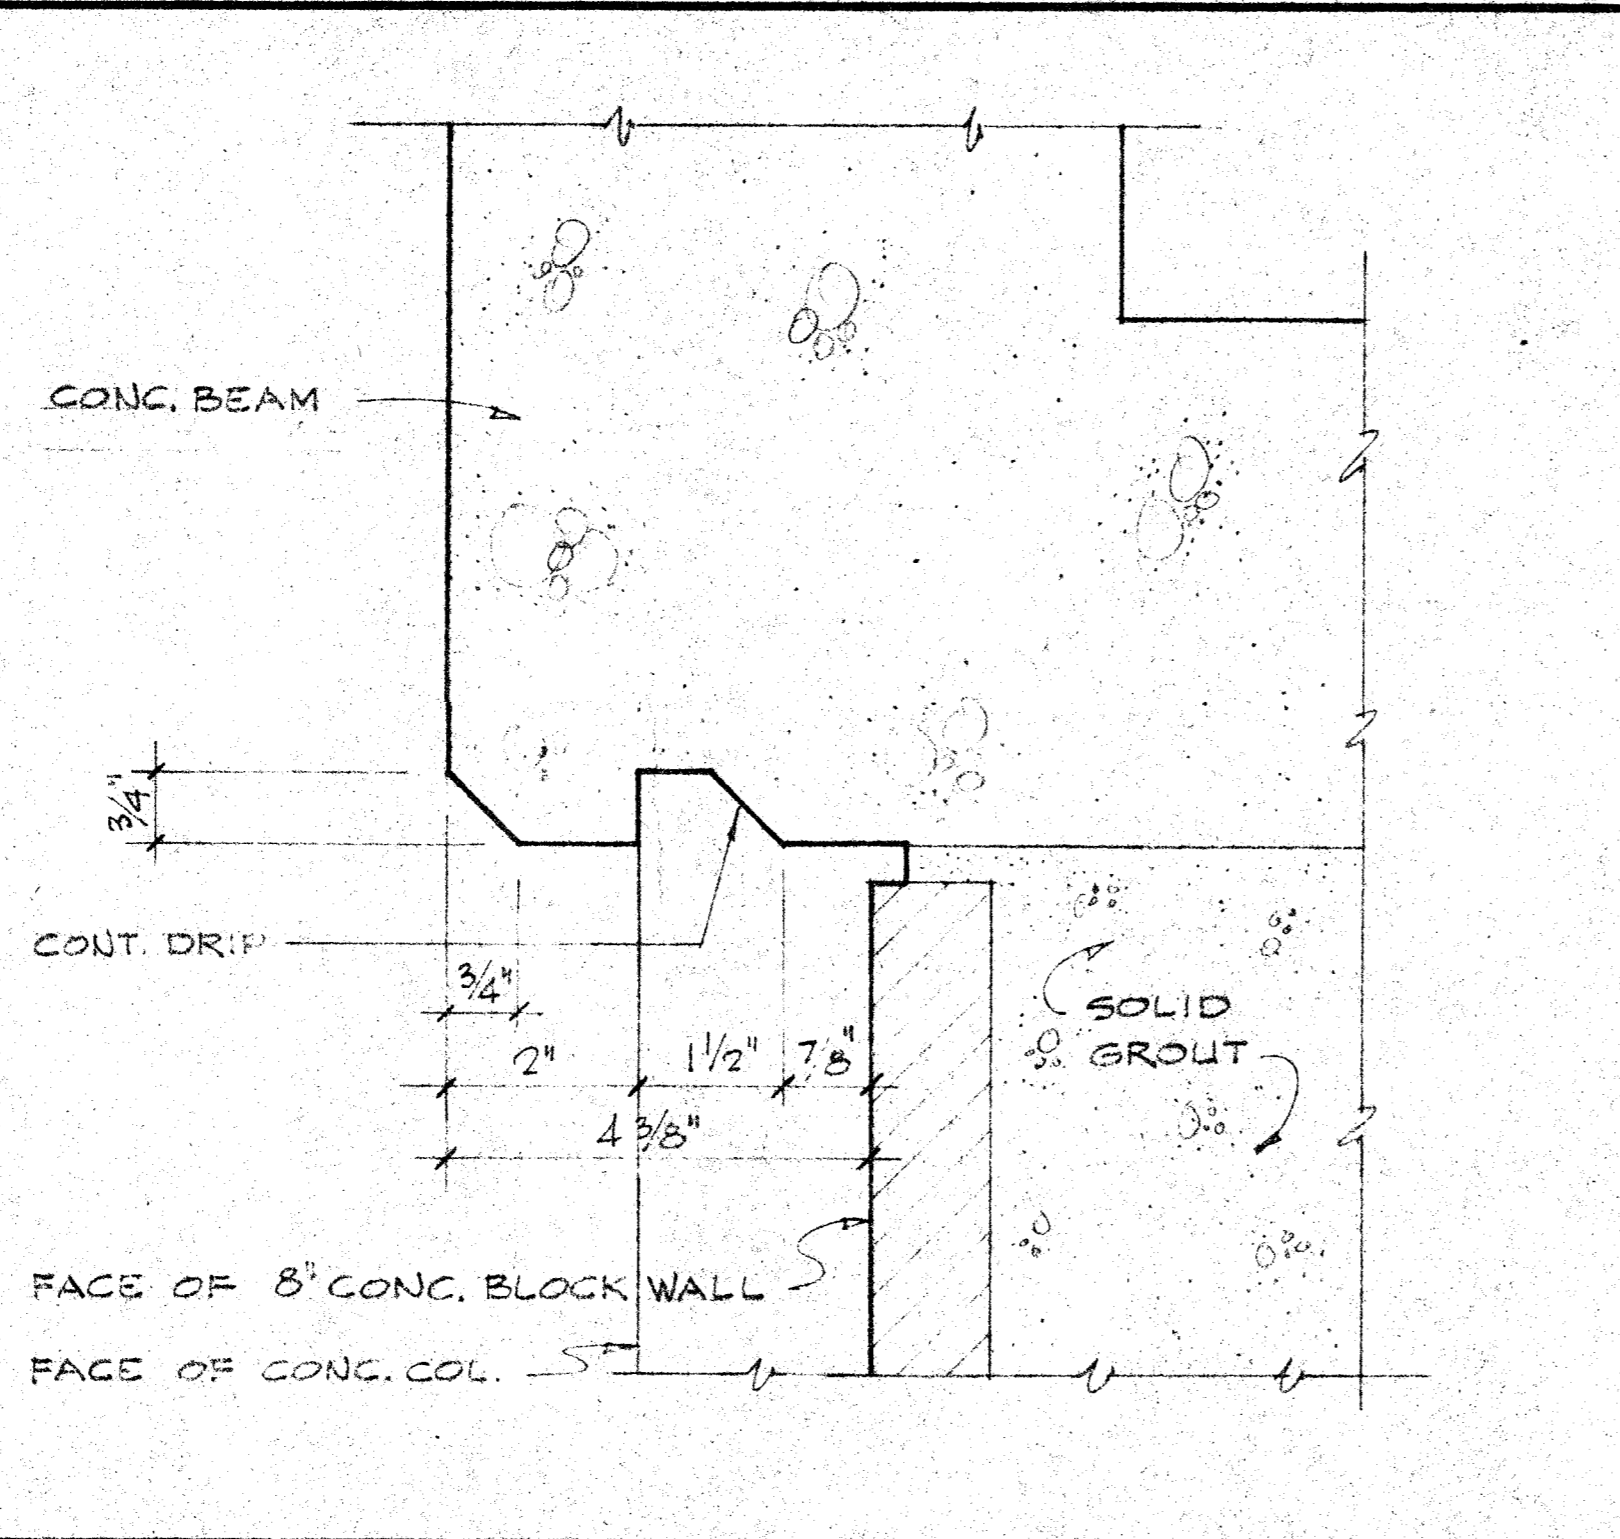 CONC. BEAM
3/4"
CONT. DRIP
3/4"
2" 1 1/2" 7/8"
4 3/8"
SOLID
GROUT
FACE OF 8" CONC. BLOCK WALL
FACE OF CONC. COL.